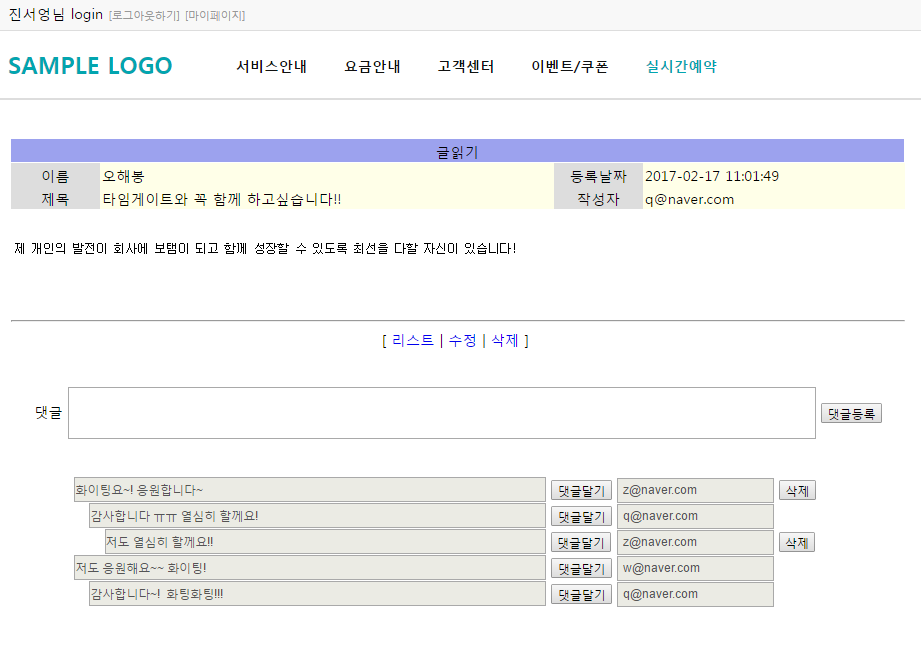 진서영님 login [로그아웃하기] [마이페이지]
SAMPLE LOGO 서비스안내 요금안내 고객센터 이벤트/쿠폰 실시간예약
글읽기
이름 오해봉 등록날짜 2017-02-17 11:01:49
제목 타임게이트와 꼭 함께 하고싶습니다!! 작성자 q@naver.com
제 개인의 발전이 회사에 보탬이 되고 함께 성장할 수 있도록 최선을 다할 자신이 있습니다!
[ 리스트 | 수정 | 삭제 ]
댓글 댓글등록
화이팅요~! 응원합니다~ 댓글달기 z@naver.com 삭제
감사합니다 ㅠㅠ 열심히 할께요! 댓글달기 q@naver.com
저도 열심히 할께요!! 댓글달기 z@naver.com 삭제
저도 응원해요~~ 화이팅! 댓글달기 w@naver.com
감사합니다~! 화팅화팅!!! 댓글달기 q@naver.com